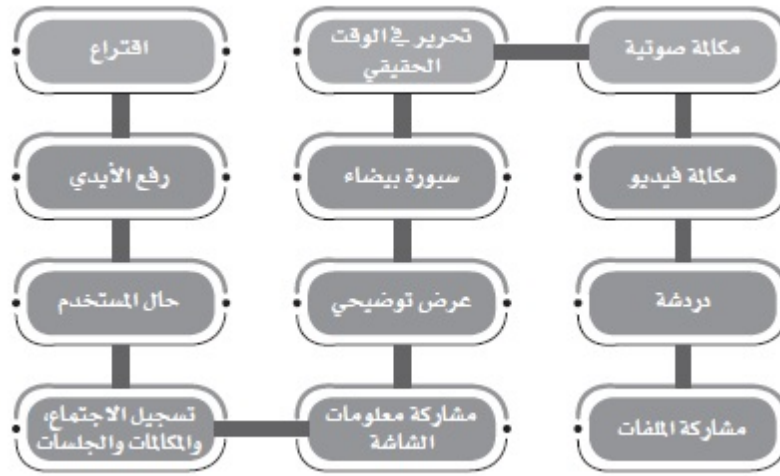 مكالمة صوتية
تحرير في الوقت
الحقيقي
اقتراع
مكالمة فيديو
سبورة بيضاء
رفع الأيدي
دردشة
عرض توضيحي
حال المستخدم
مشاركة الملفات
مشاركة معلومات
الشاشة
تسجيل الاجتماع،
والمكالمات والجلسات